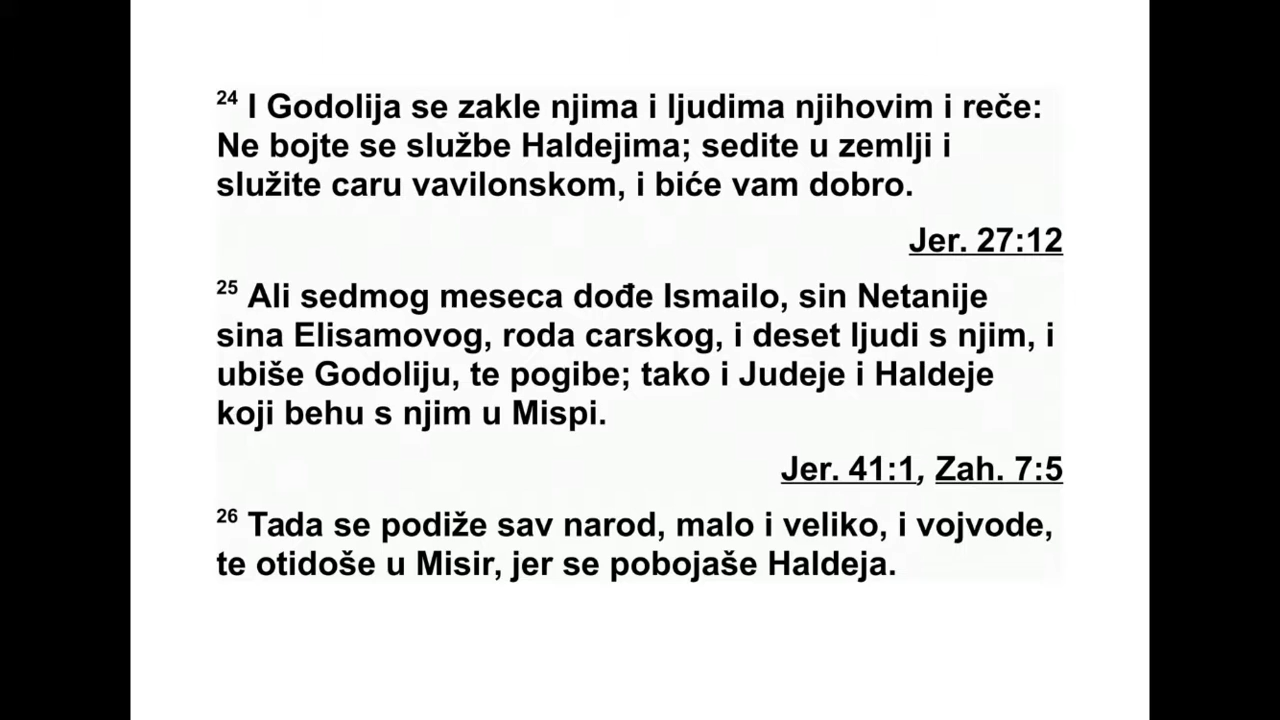 24 I Godolija se zakle njima i ljudima njihovim i reče:
Ne bojte se službe Haldejima; sedite u zemlji i
služite caru vavilonskom, i biće vam dobro.
Jer. 27:12
25 Ali sedmog meseca dođe Ismailo, sin Netanije
sina Elisamovog, roda carskog, i deset ljudi s njim, i
ubiše Godoliju, te pogibe; tako i Judeje i Haldeje
koji behu s njim u Mispi.
Jer. 41:1, Zah. 7:5
26 Tada se podiže sav narod, malo i veliko, i vojvode,
te otidoše u Misir, jer se pobojaše Haldeja.